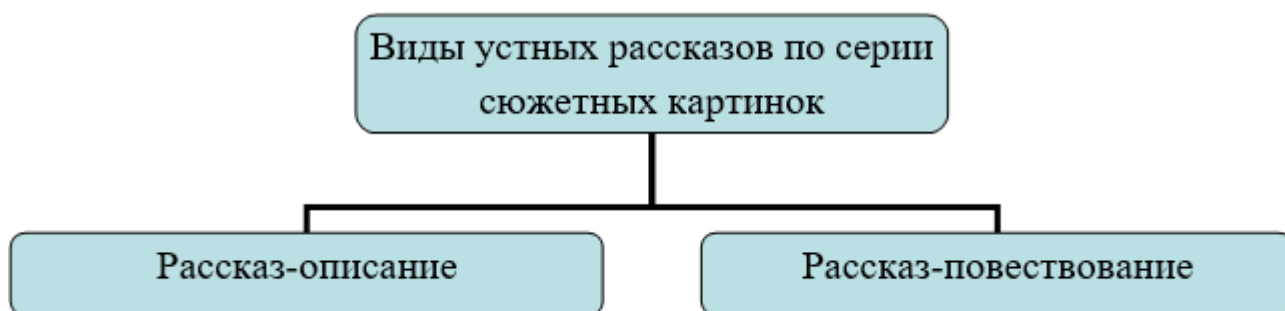 Виды устных рассказов по серии
сюжетных картинок
Рассказ-описание
Рассказ-повествование